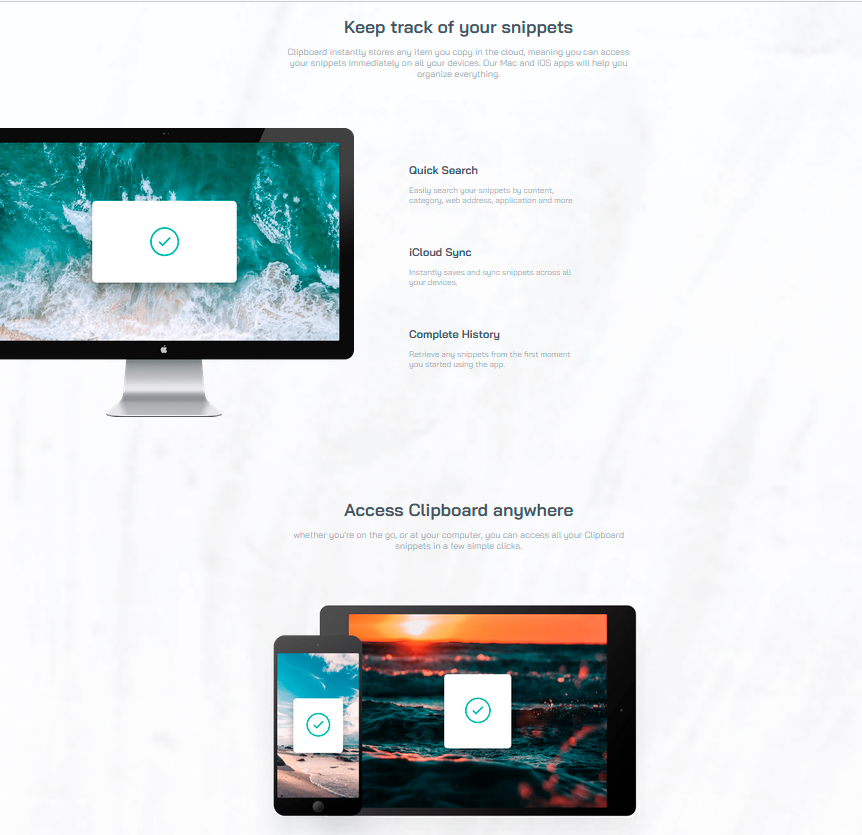 Keep track of your snippets
Clipboard instantly stores any item you copy in the cloud, meaning you can access
your snippets immediately on all your devices. Our Mac and iOS apps will help you
organize everything.
Quick Search
Easily search your snippets by content,
category, web address, application and more
iCloud Sync
Instantly saves and sync snippets across all
your devices.
Complete History
Retrieve any snippets from the first moment
you started using the app.
Access Clipboard anywhere
whether you're on the go, or at your computer, you can access all your Clipboard
snippets in a few simple clicks.